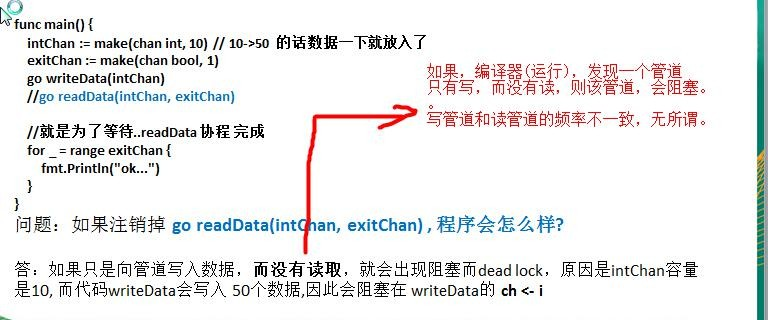 func main() {
intChan := make(chan int, 10) // 10->50 的话数据一下就放入了
exitChan := make(chan bool, 1)
go writeData(intChan)
//go readData(intChan, exitChan)
//就是为了等待..readData 协程 完成
for _ = range exitChan {
fmt.Println("ok...")
}
}
如果，编译器(运行)，发现一个管道
只有写，而没有读，则该管道，会阻塞。
。
写管道和读管道的频率不一致，无所谓。
问题：如果注销掉 go readData(intChan, exitChan) , 程序会怎么样?
答：如果只是向管道写入数据，而没有读取，就会出现阻塞而dead lock，原因是intChan容量
是10, 而代码writeData会写入 50个数据,因此会阻塞在 writeData的 ch <- i